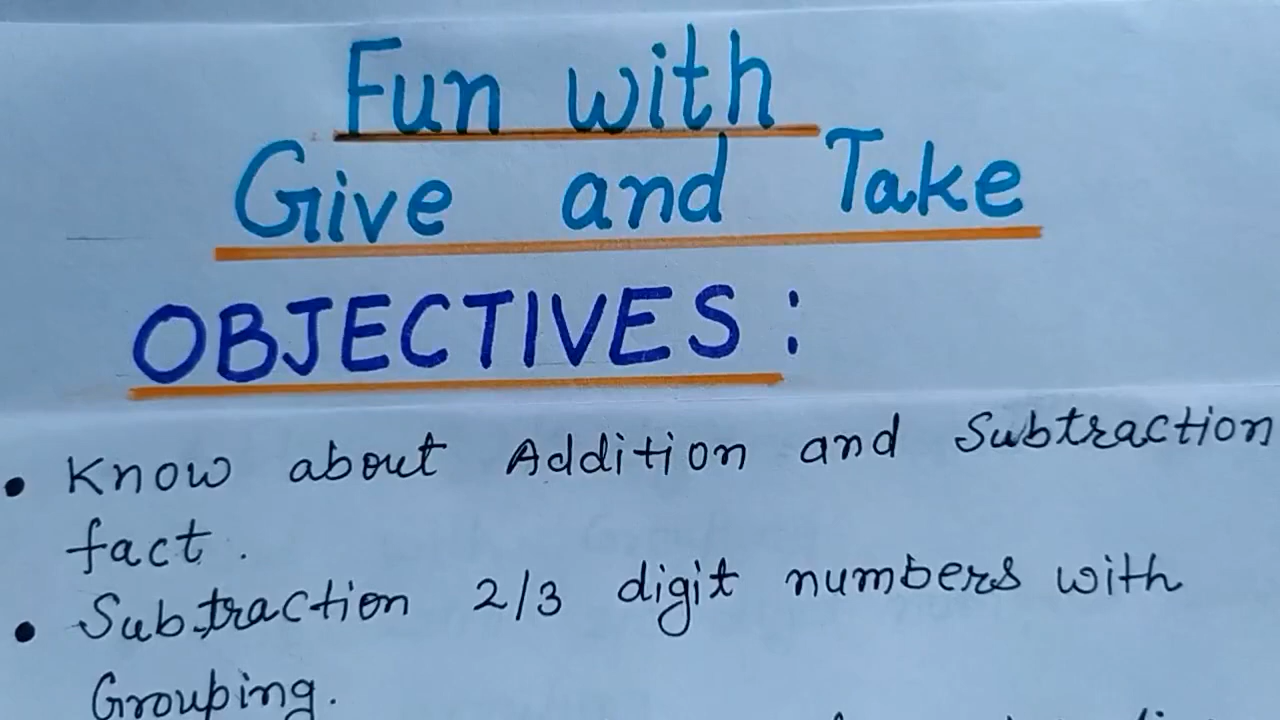 Fun with
Give and Take
OBJECTIVES :
• Know about Addition and Subtraction
fact.
• Subtraction 2/3 digit numbers with
Grouping.